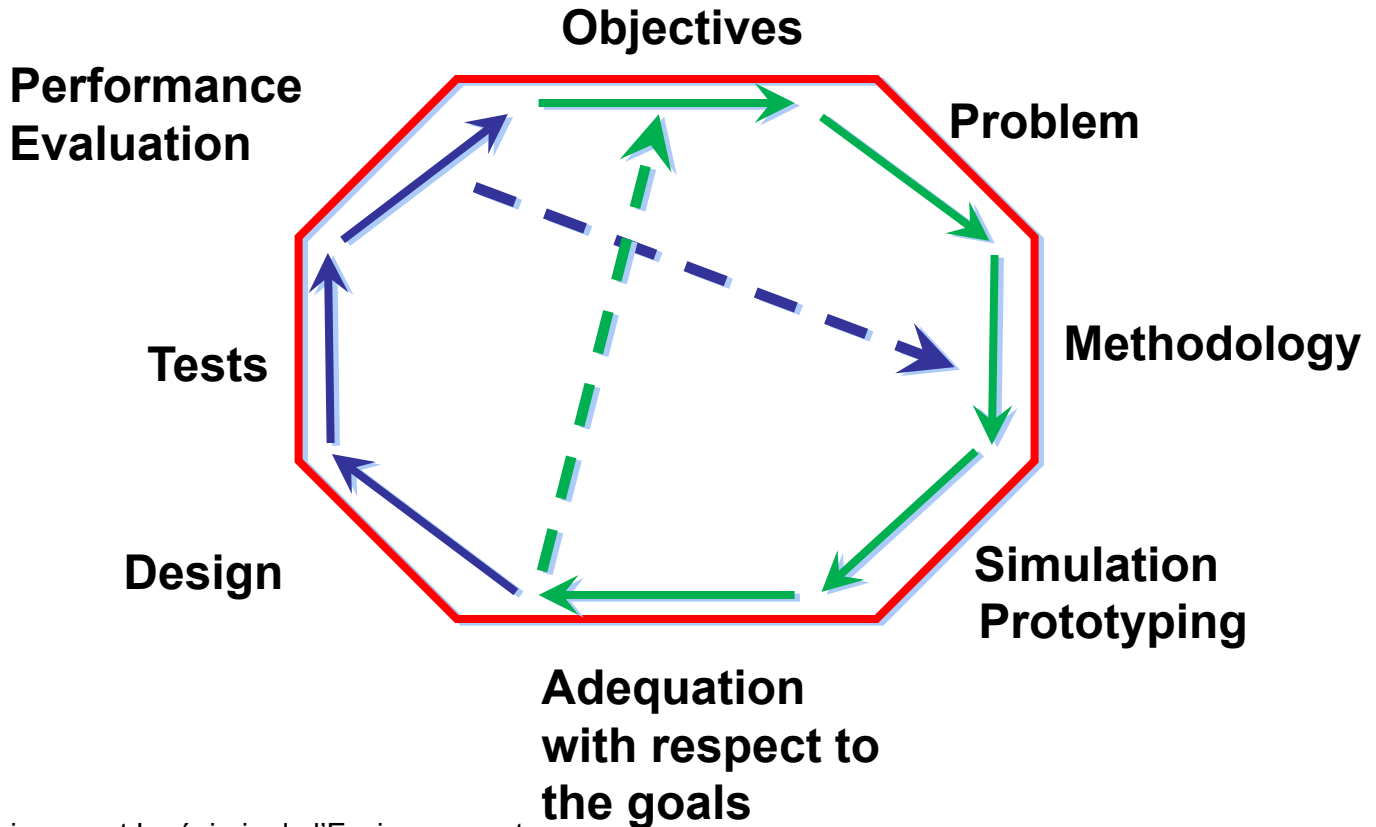 Objectives
Performance
Evaluation
Problem
Methodology
Tests
Simulation
Prototyping
Design
Adequation
with respect to
the goals